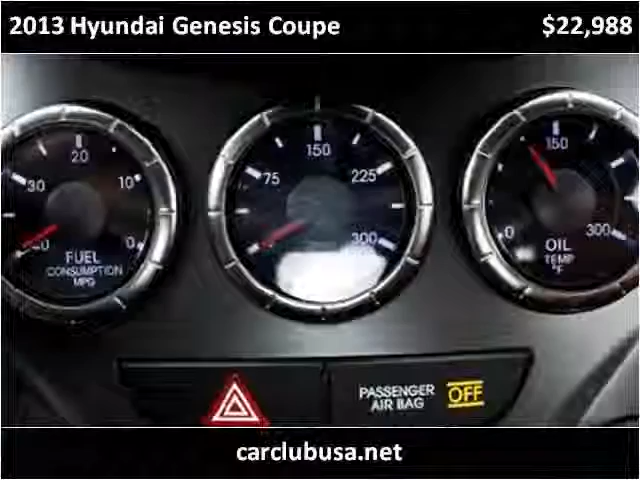 2013 Hyundai Genesis Coupe $22,988
20
30 10
40 0
FUEL
CONSUMPTION
MPG
150
75 225
300
150
0 300
OIL
TEMP
°F
PASSENGER
AIR BAG OFF
carclubusa.net